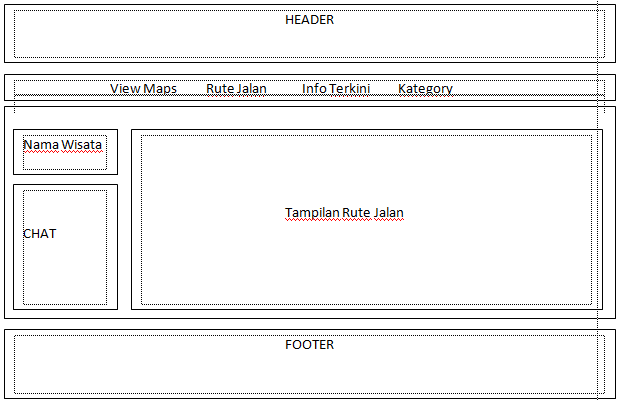 HEADER
View Maps Rute Jalan Info Terkini Kategory
Nama Wisata
Tampilan Rute Jalan
CHAT
FOOTER